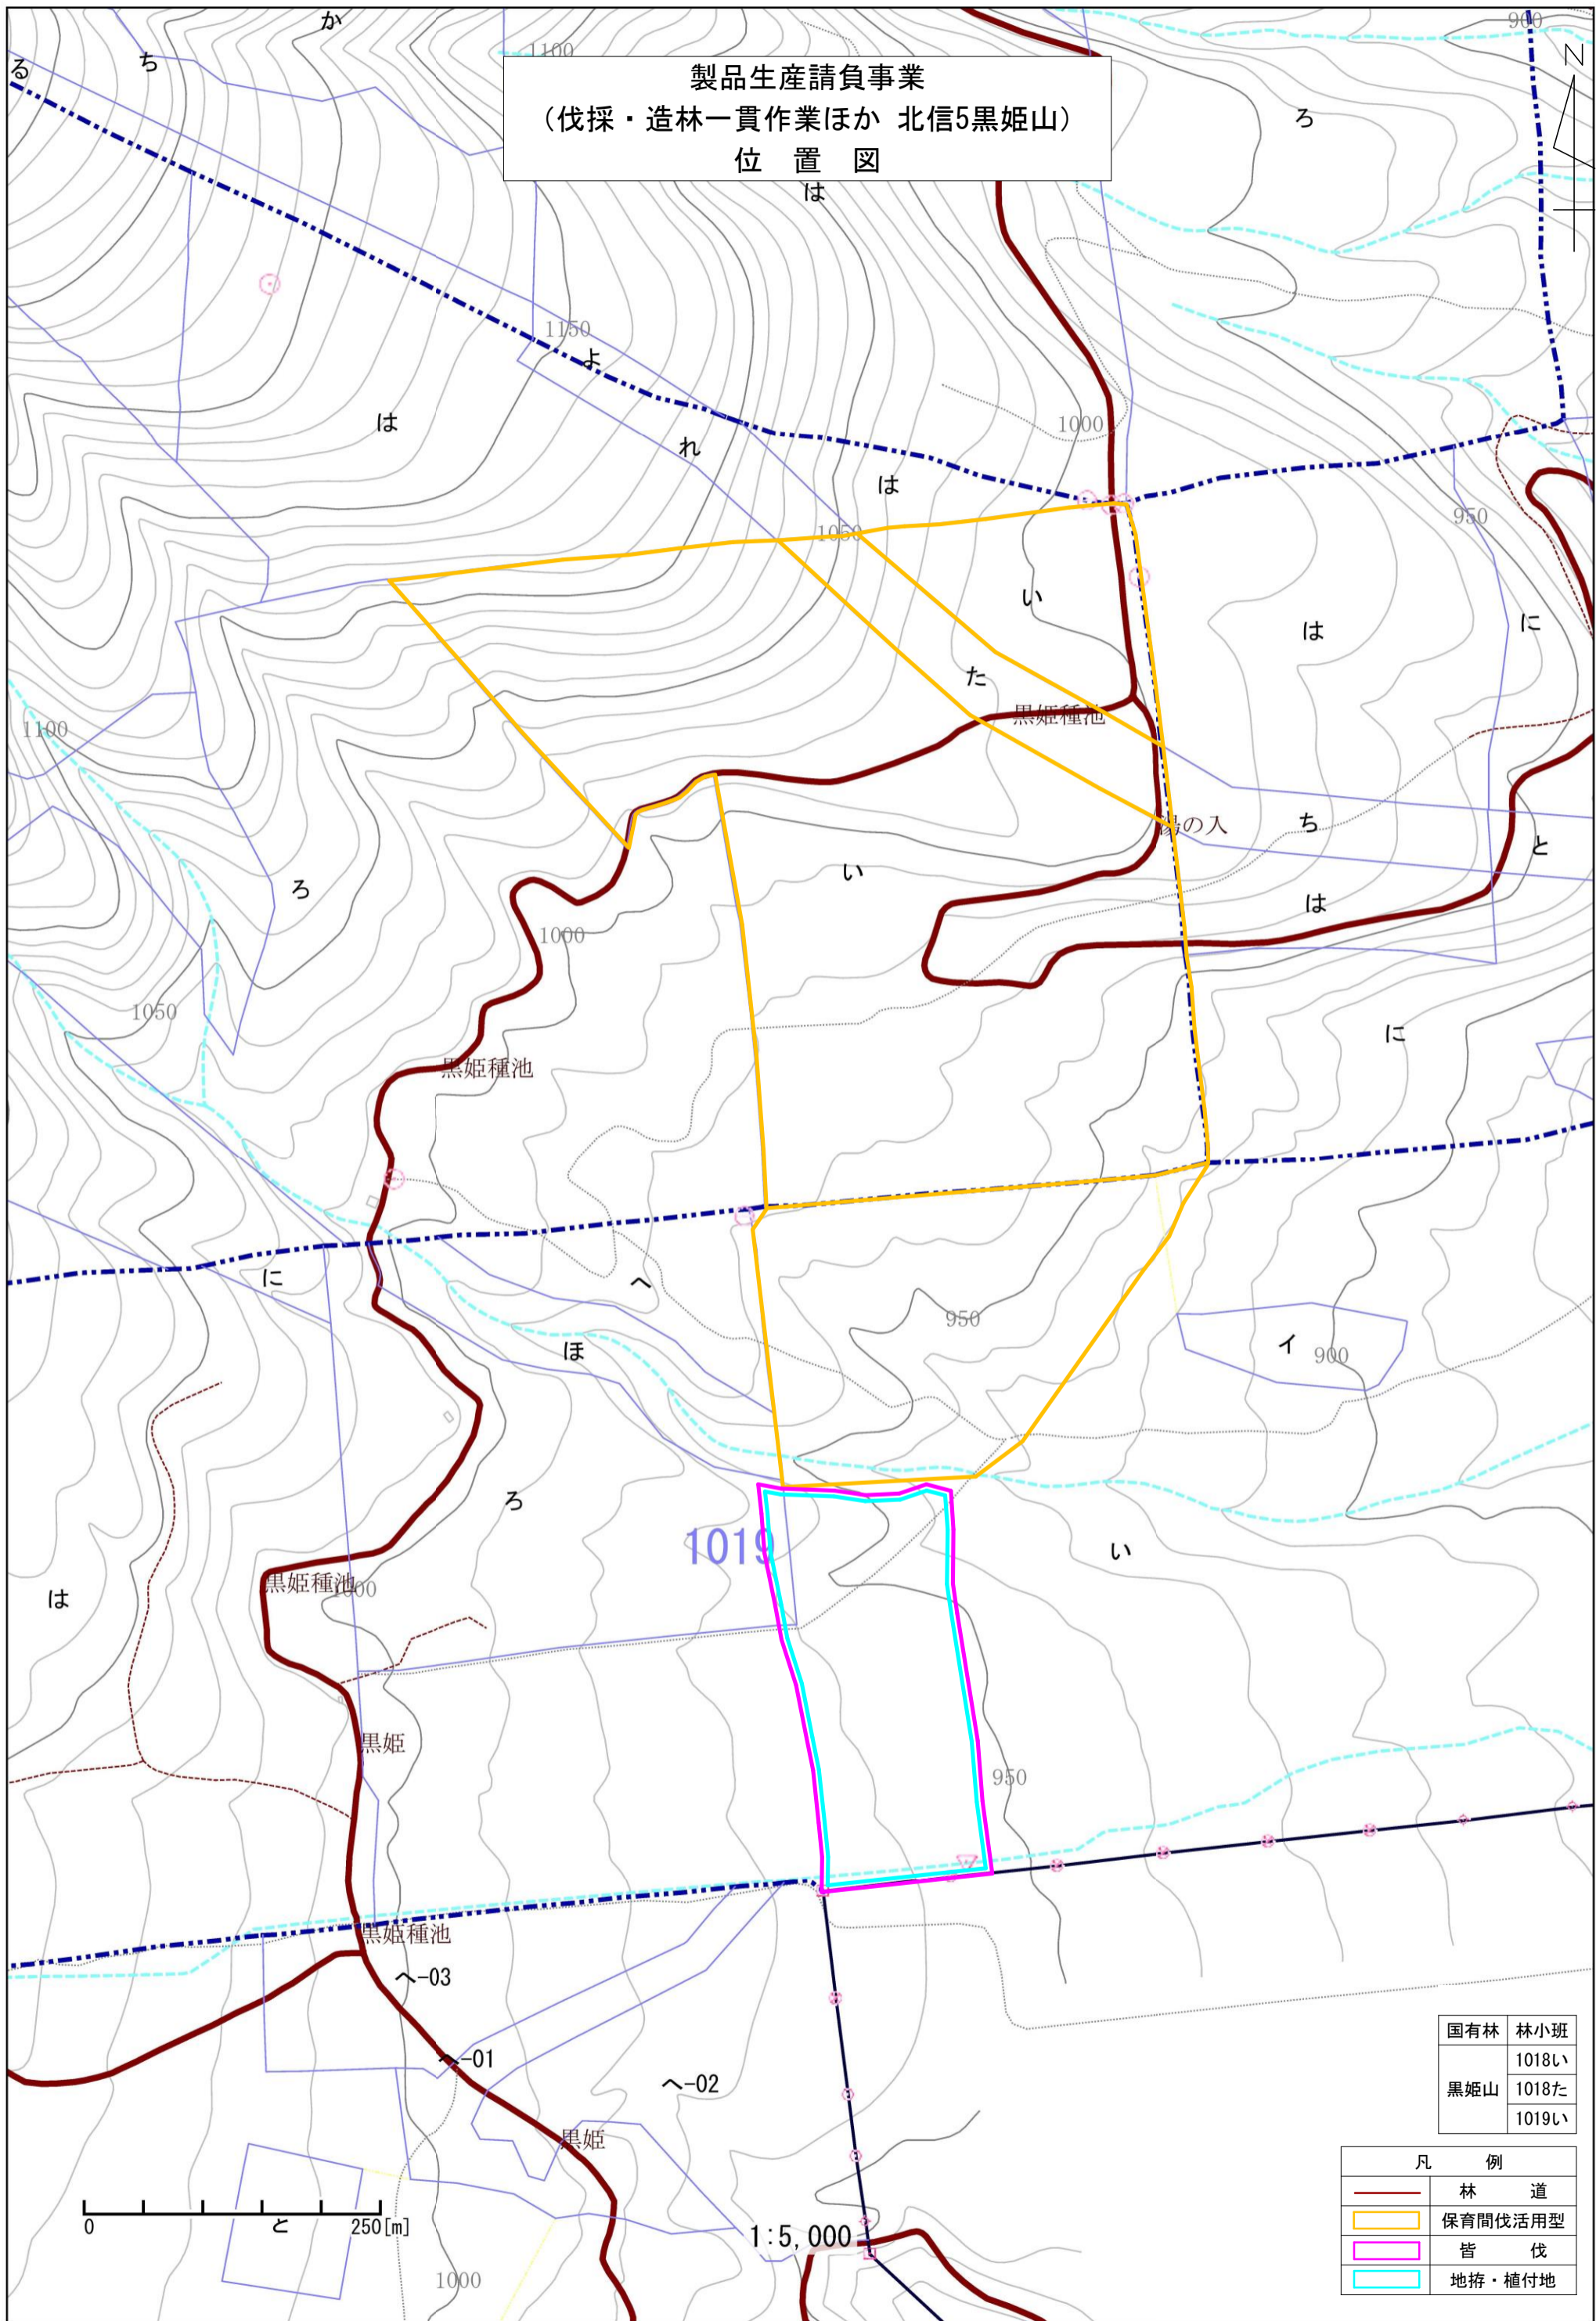 製品生産請負事業
（伐採・造林一貫作業ほか 北信5黒姫山）
位 置 図
N
か
ち
る
1100
900
ろ
は
1150
よ
は
れ
は
1000
950
1050
い
は
に
た
黒姫種池
1100
湯の入
ち
と
い
は
ろ
1000
1050
に
黒姫種池
に
へ
950
ほ
イ
900
ろ
1019
い
は
黒姫種池
1000
黒姫
950
黒姫種池
へ-03
へ-01
へ-02
黒姫
0
と
250[m]
1:5,000
1000
国有林 林小班
黒姫山
1018い
1018た
1019い
凡 例
林 道
保育間伐活用型
皆 伐
地拵・植付地